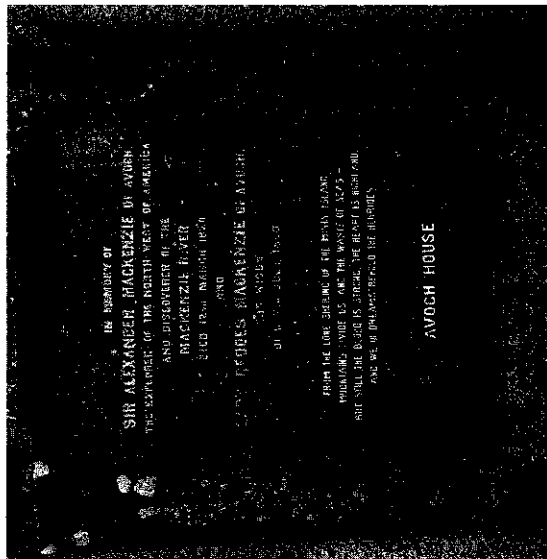 IN MEMORY OF
SIR ALEXANDER MACKENZIE OF AVOCH
THE EXPLORER OF THE NORTH WEST OF AMERICA
AND DISCOVERER OF THE
MACKENZIE RIVER
DIED 12TH MARCH 1820
AND
GEDDES MACKENZIE OF AVOCH
HIS WIDOW
FROM THE LONE SHIELING OF THE MISTY ISLAND
MOUNTAINS DIVIDE US AND THE WASTE OF SEAS –
BUT STILL THE BLOOD IS STRONG, THE HEART IS HIGHLAND,
AND WE IN DREAMS BEHOLD THE HEBRIDES
AVOCH HOUSE